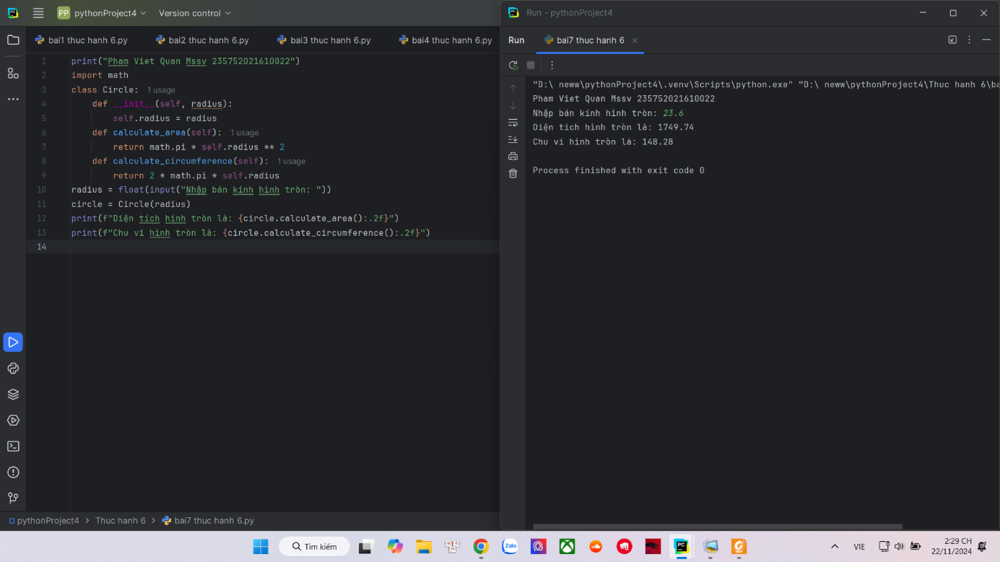 PP pythonProject4 Version control
bai1 thuc hanh 6.py bai2 thuc hanh 6.py bai3 thuc hanh 6.py bai4 thuc hanh 6.py
1 print("Pham Viet Quan Mssv 235752021610022")
2 import math
3 class Circle: 1 usage
4 def __init__(self, radius):
5 self.radius = radius
6 def calculate_area(self): 1 usage
7 return math.pi * self.radius ** 2
8 def calculate_circumference(self): 1 usage
9 return 2 * math.pi * self.radius
10 radius = float(input("Nhập bán kính hình tròn: "))
11 circle = Circle(radius)
12 print(f"Diện tích hình tròn là: {circle.calculate_area():.2f}")
13 print(f"Chu vi hình tròn là: {circle.calculate_circumference():.2f}")
14
pythonProject4 > Thuc hanh 6 > bai7 thuc hanh 6.py
Run - pythonProject4
Run bai7 thuc hanh 6
"D:\ neww\pythonProject4\.venv\Scripts\python.exe" "D:\ neww\pythonProject4\Thuc hanh 6\ba
Pham Viet Quan Mssv 235752021610022
Nhập bán kính hình tròn: 23.6
Diện tích hình tròn là: 1749.74
Chu vi hình tròn là: 148.28
Process finished with exit code 0
Tìm kiếm
Zalo
PC
PDF
VIE
2:29 CH
22/11/2024